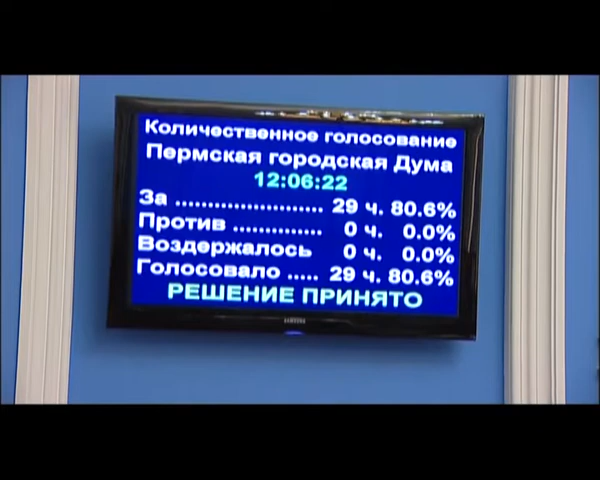 Количественное голосование
Пермская городская Дума
12:06:22
За ........................ 29 ч. 80.6%
Против .............. 0 ч. 0.0%
Воздержалось 0 ч. 0.0%
Голосовало ..... 29 ч. 80.6%
РЕШЕНИЕ ПРИНЯТО
SAMSUNG